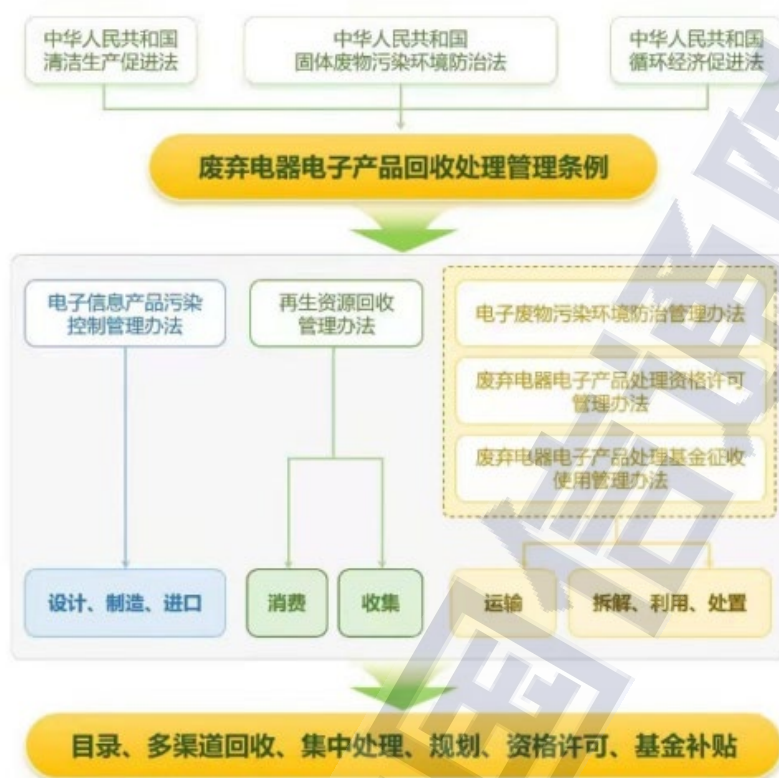 中华人民共和国
清洁生产促进法
中华人民共和国
固体废物污染环境防治法
中华人民共和国
循环经济促进法
废弃电器电子产品回收处理管理条例
电子信息产品污染
控制管理办法
再生资源回收
管理办法
电子废物污染环境防治管理办法
废弃电器电子产品处理资格许可
管理办法
废弃电器电子产品处理基金征收
使用管理办法
设计、制造、进口
消费
收集
运输
拆解、利用、处置
目录、多渠道回收、集中处理、规划、资格许可、基金补贴